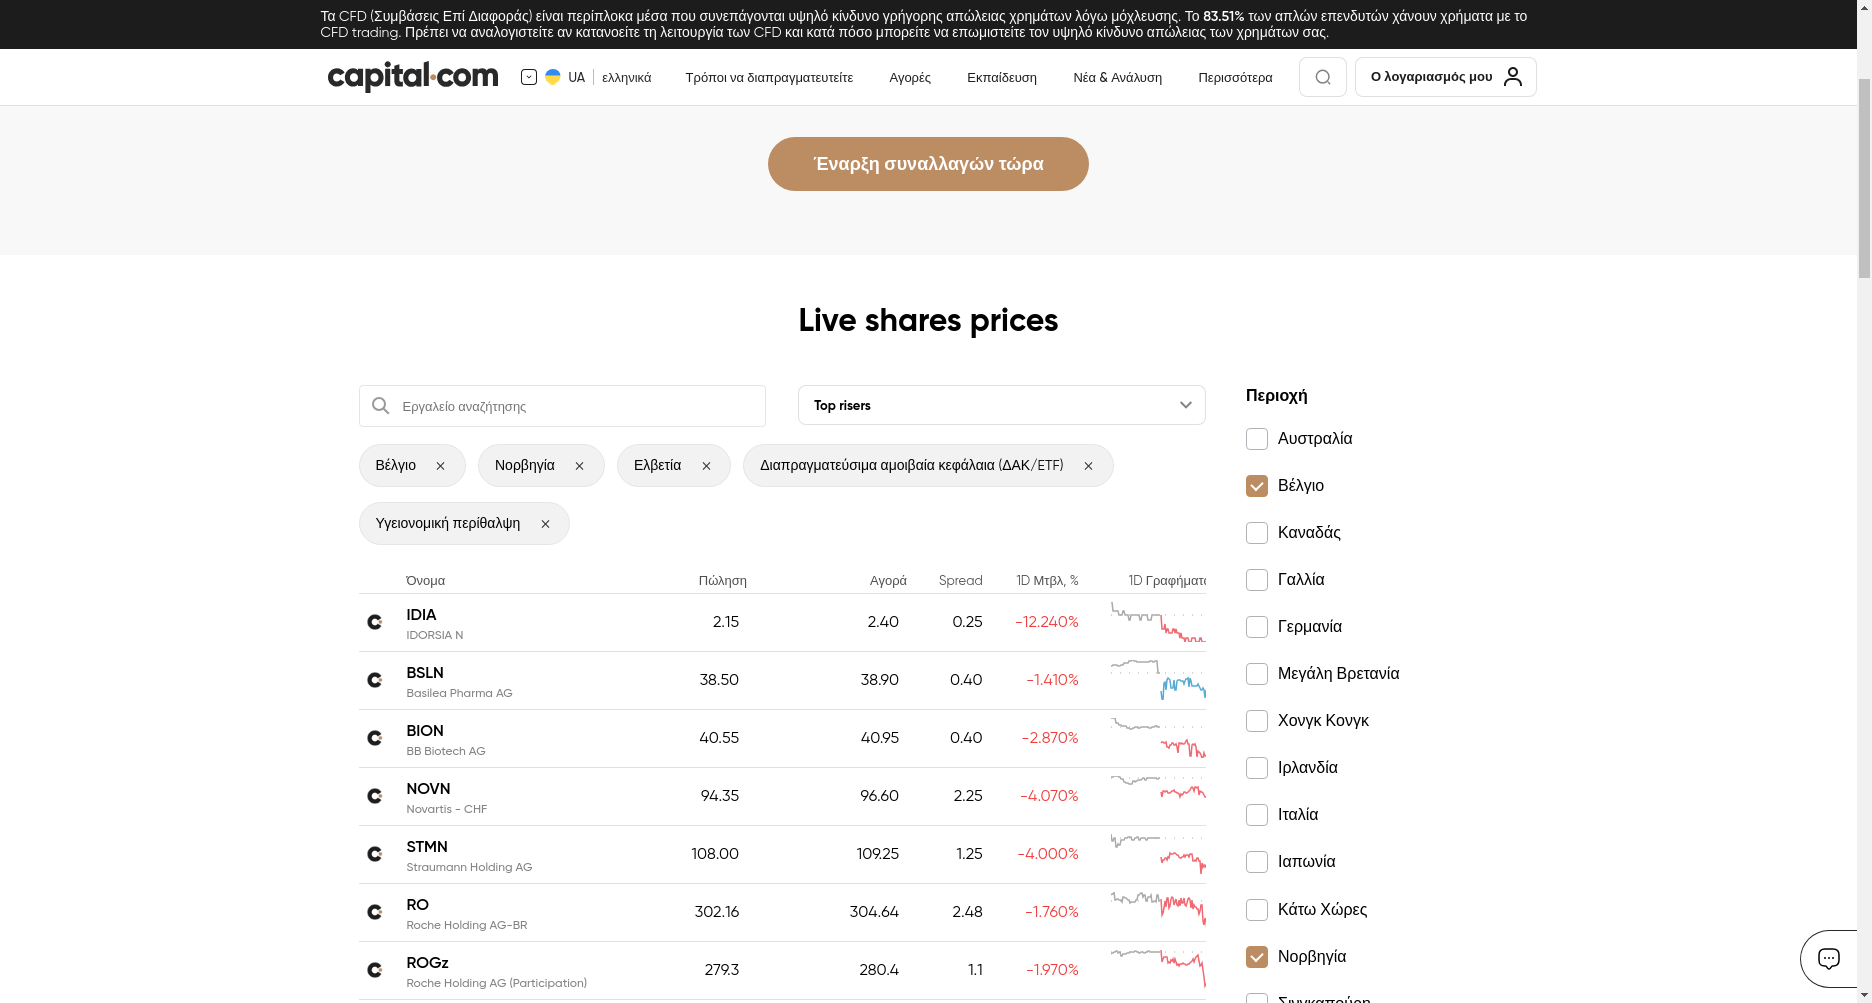 Τα CFD (Συμβάσεις Επί Διαφοράς) είναι περίπλοκα μέσα που συνεπάγονται υψηλό κίνδυνο γρήγορης απώλειας χρημάτων λόγω μόχλευσης. Το 83.51% των απλών επενδυτών χάνουν χρήματα με το
CFD trading. Πρέπει να αναλογιστείτε αν κατανοείτε τη λειτουργία των CFD και κατά πόσο μπορείτε να επωμιστείτε τον υψηλό κίνδυνο απώλειας των χρημάτων σας.
capital.com UA ελληνικά Τρόποι να διαπραγματευτείτε Αγορές Εκπαίδευση Νέα & Ανάλυση Περισσότερα Ο λογαριασμός μου
Έναρξη συναλλαγών τώρα
Live shares prices
Εργαλείο αναζήτησης Top risers
Βέλγιο Νορβηγία Ελβετία Διαπραγματεύσιμα αμοιβαία κεφάλαια (ΔΑΚ/ETF)
Υγειονομική περίθαλψη
Όνομα Πώληση Αγορά Spread 1D Μτβλ, % 1D Γραφήματα
IDIA 2.15 2.40 0.25 -12.240%
IDORSIA N
BSLN 38.50 38.90 0.40 -1.410%
Basilea Pharma AG
BION 40.55 40.95 0.40 -2.870%
BB Biotech AG
NOVN 94.35 96.60 2.25 -4.070%
Novartis - CHF
STMN 108.00 109.25 1.25 -4.000%
Straumann Holding AG
RO 302.16 304.64 2.48 -1.760%
Roche Holding AG-BR
ROGz 279.3 280.4 1.1 -1.970%
Roche Holding AG (Participation)
Περιοχή
Αυστραλία
Βέλγιο
Καναδάς
Γαλλία
Γερμανία
Μεγάλη Βρετανία
Χονγκ Κονγκ
Ιρλανδία
Ιταλία
Ιαπωνία
Κάτω Χώρες
Νορβηγία
Σινγκαπούρη